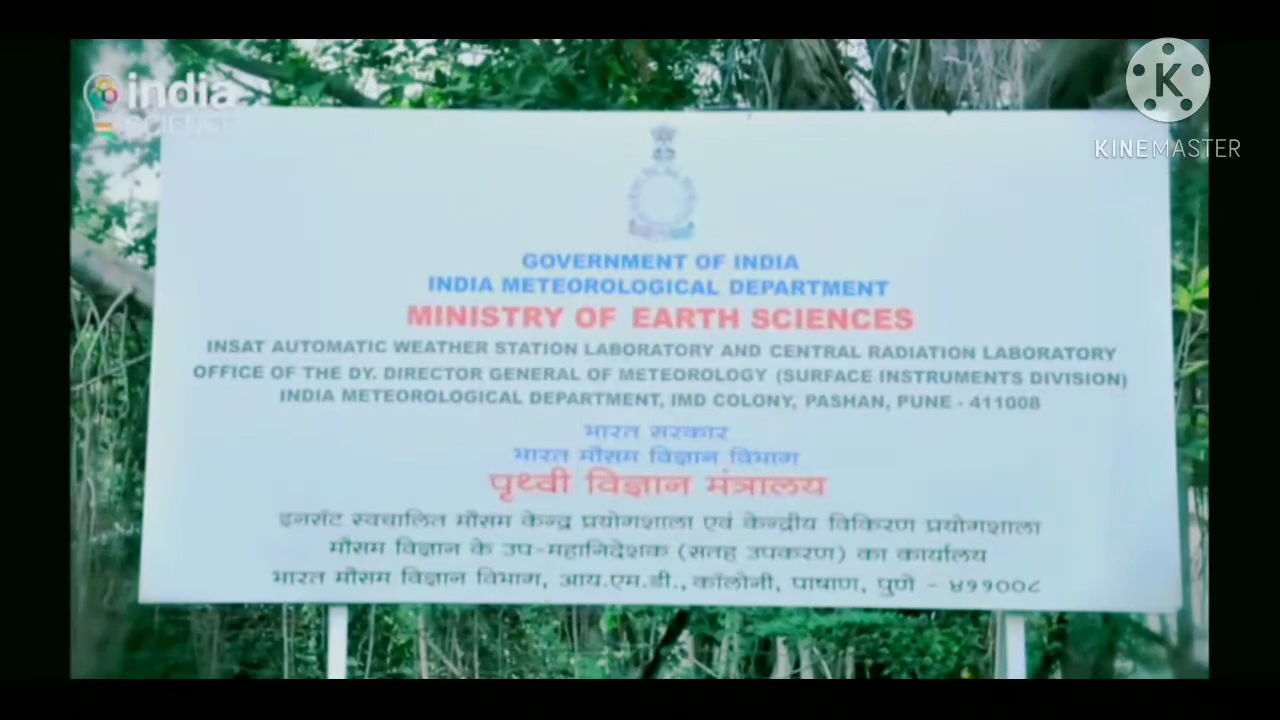 india
SCIENCE
K
KINEMASTER
GOVERNMENT OF INDIA
INDIA METEOROLOGICAL DEPARTMENT
MINISTRY OF EARTH SCIENCES
INSAT AUTOMATIC WEATHER STATION LABORATORY AND CENTRAL RADIATION LABORATORY
OFFICE OF THE DY. DIRECTOR GENERAL OF METEOROLOGY (SURFACE INSTRUMENTS DIVISION)
INDIA METEOROLOGICAL DEPARTMENT, IMD COLONY, PASHAN, PUNE - 411008
भारत सरकार
भारत मौसम विज्ञान विभाग
पृथ्वी विज्ञान मंत्रालय
इनसॅट स्वचालित मौसम केन्द्र प्रयोगशाला एवं केन्द्रीय विकिरण प्रयोगशाला
मौसम विज्ञान के उप-महानिदेशक (सतह उपकरण) का कार्यालय
भारत मौसम विज्ञान विभाग, आय.एम.डी., कॉलोनी, पाषाण, पुणे - ४११००८